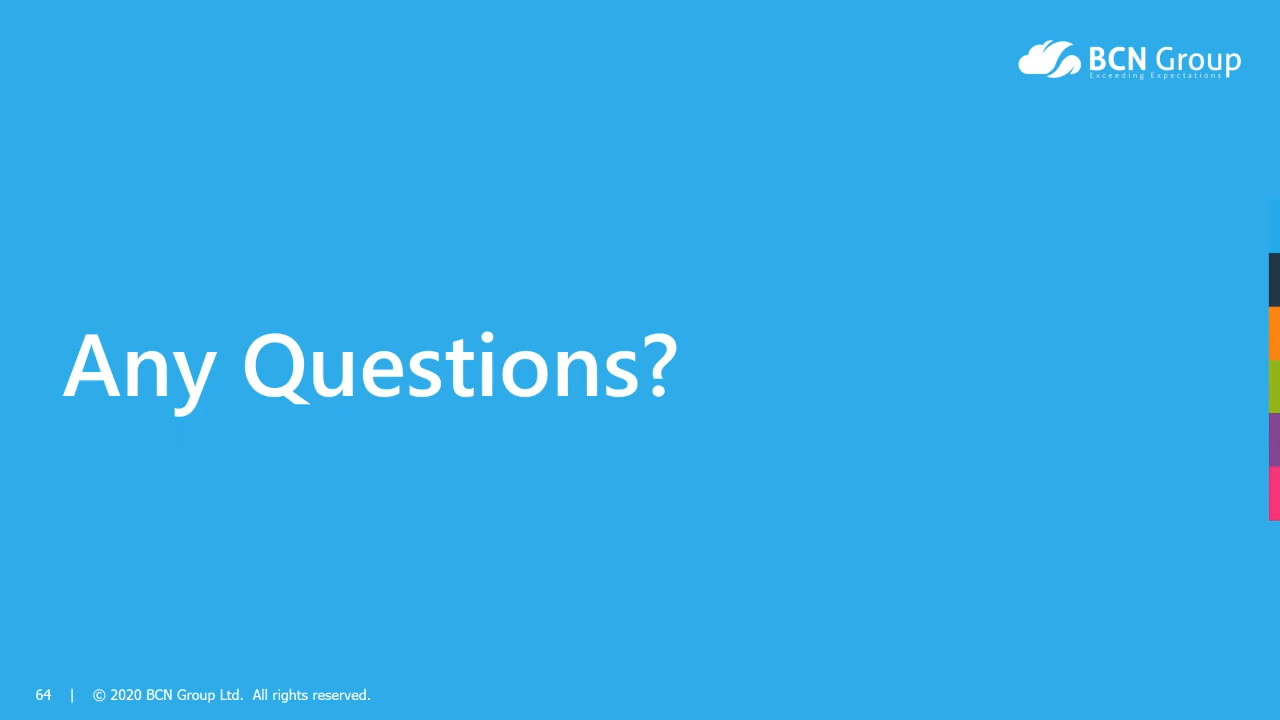 BCN Group
Exceeding Expectations
Any Questions?
64 | © 2020 BCN Group Ltd. All rights reserved.